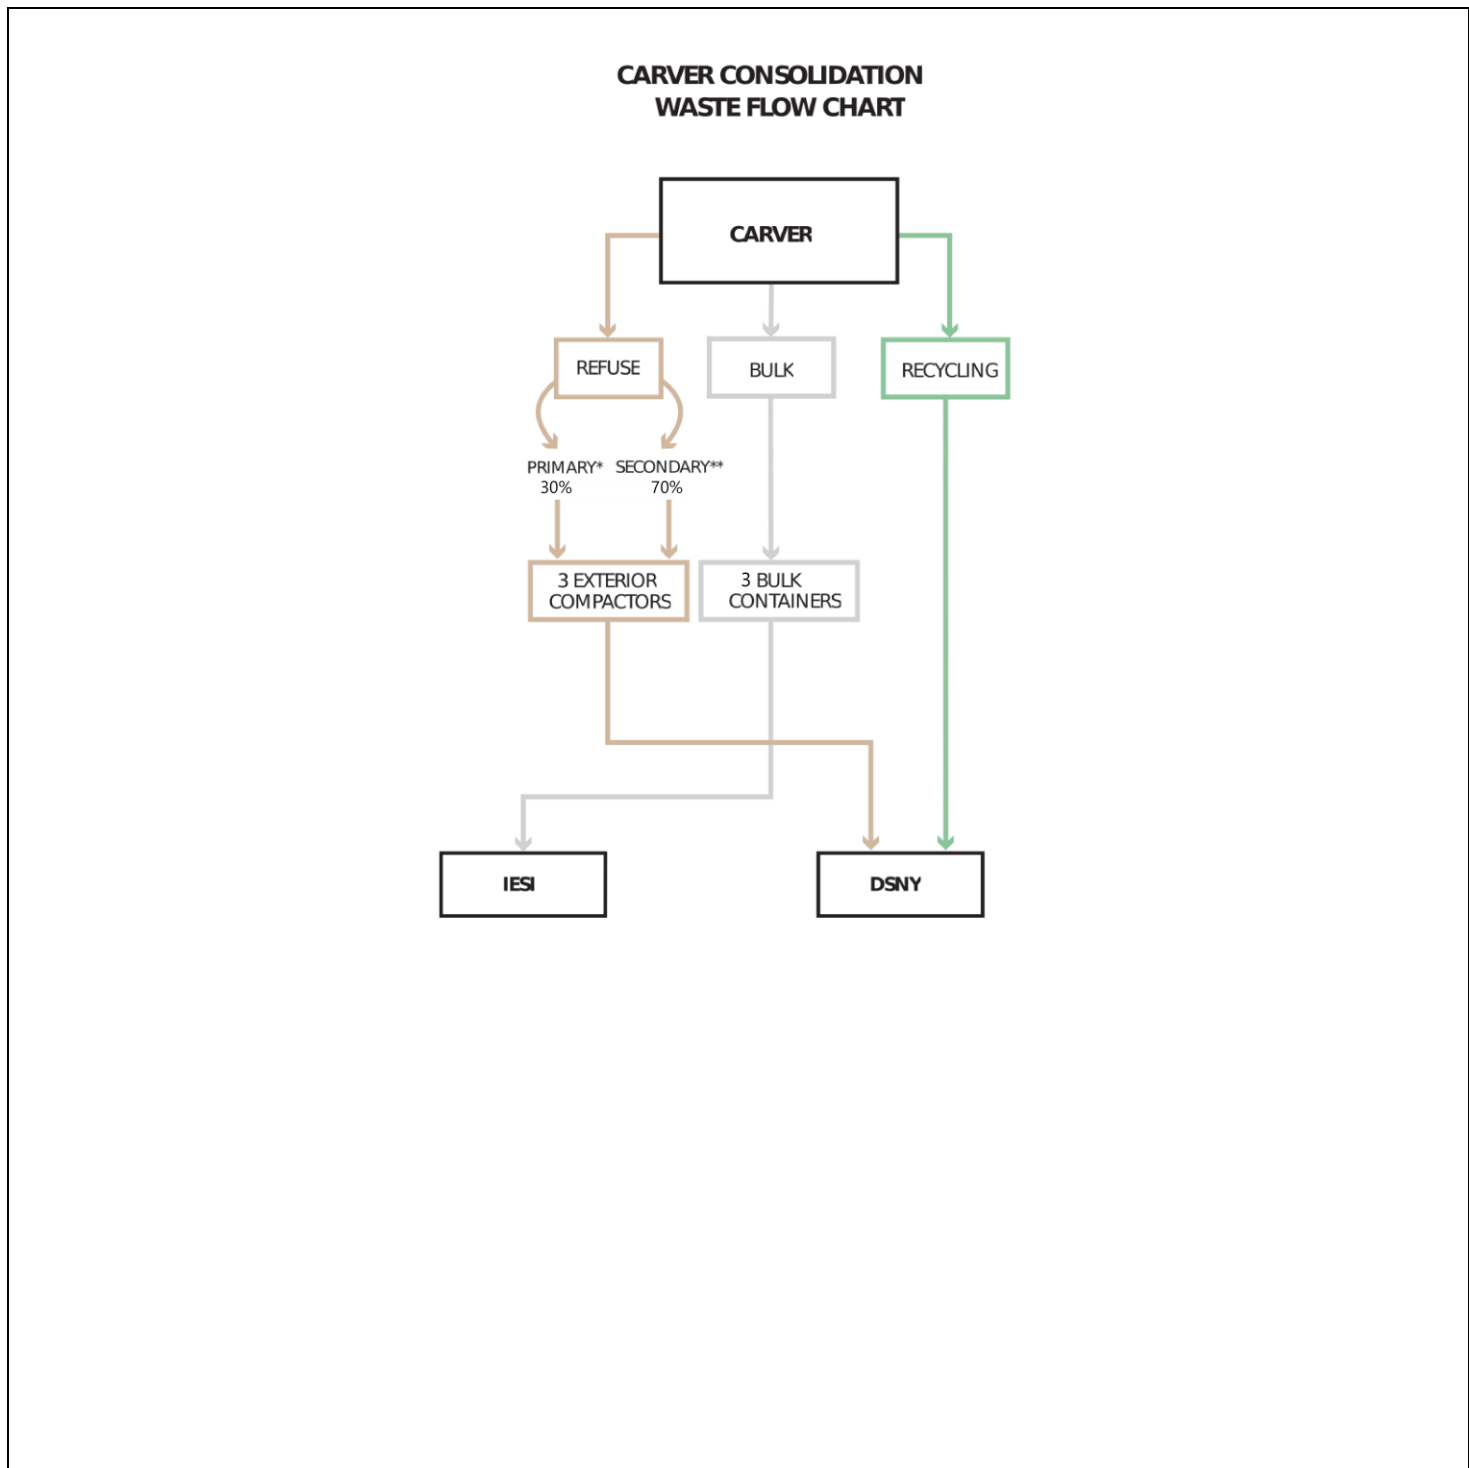 CARVER CONSOLIDATION
WASTE FLOW CHART
CARVER
REFUSE
BULK
RECYCLING
PRIMARY*
30%
SECONDARY**
70%
3 EXTERIOR
COMPACTORS
3 BULK
CONTAINERS
IESI
DSNY